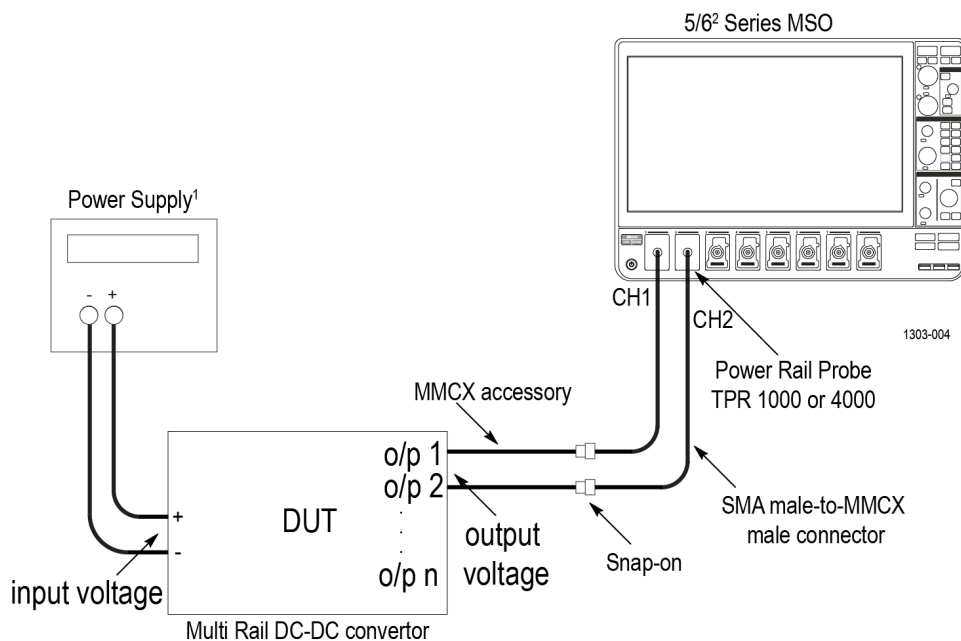 5/6² Series MSO
Power Supply¹
- +
CH1
CH2
1303-004
Power Rail Probe
TPR 1000 or 4000
MMCX accessory
o/p 1
o/p 2
.
.
.
o/p n
+
-
DUT
input voltage
output
voltage
Snap-on
SMA male-to-MMCX
male connector
Multi Rail DC-DC convertor